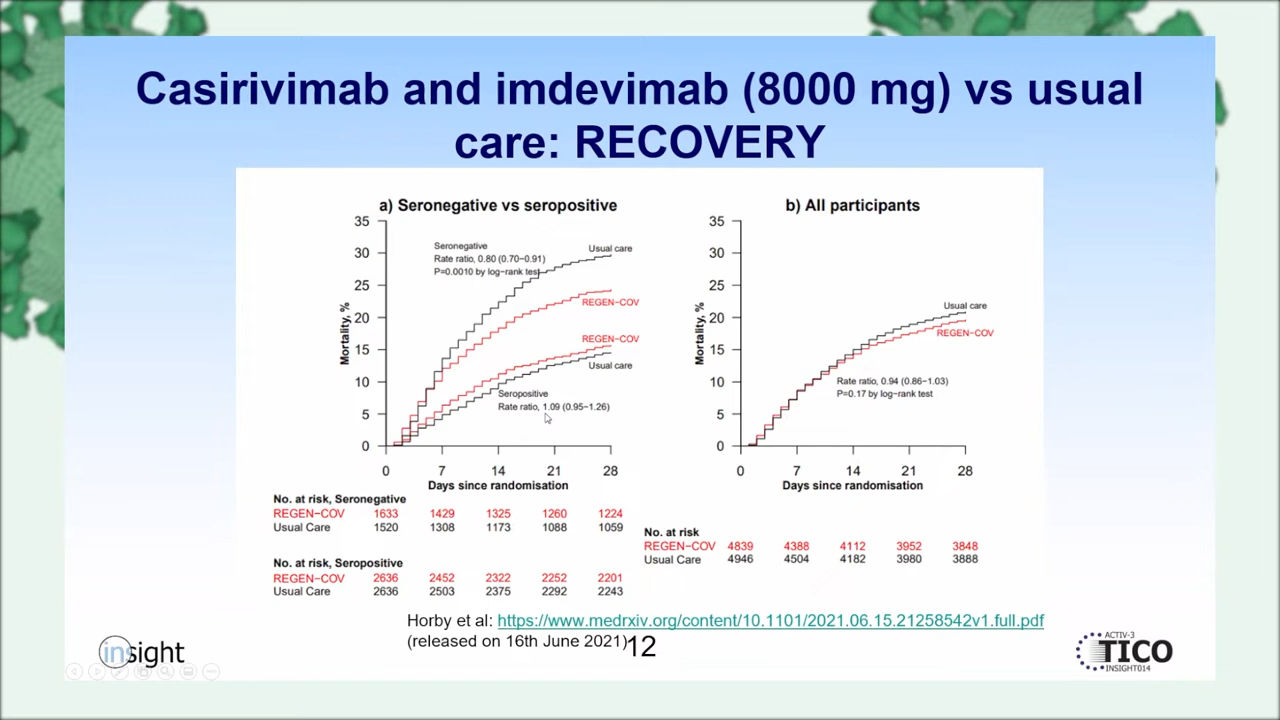 Casirivimab and imdevimab (8000 mg) vs usual
care: RECOVERY
a) Seronegative vs seropositive
35
30
25
20
15
10
5
0
Mortality, %
Seronegative
Rate ratio, 0.80 (0.70−0.91)
P=0.0010 by log−rank test
Usual care
REGEN−COV
REGEN−COV
Usual care
Seropositive
Rate ratio, 1.09 (0.95−1.26)
0 7 14 21 28
Days since randomisation
No. at risk, Seronegative
REGEN−COV 1633 1429 1325 1260 1224
Usual Care 1520 1308 1173 1088 1059
No. at risk, Seropositive
REGEN−COV 2636 2452 2322 2252 2201
Usual Care 2636 2503 2375 2292 2243
b) All participants
35
30
25
20
15
10
5
0
Mortality, %
Usual care
REGEN−COV
Rate ratio, 0.94 (0.86−1.03)
P=0.17 by log−rank test
0 7 14 21 28
Days since randomisation
No. at risk
REGEN−COV 4839 4388 4112 3952 3848
Usual Care 4946 4504 4182 3980 3888
Horby et al: https://www.medrxiv.org/content/10.1101/2021.06.15.21258542v1.full.pdf
(released on 16th June 2021)
12
insight
ACTIV-3
TICO
INSIGHT014